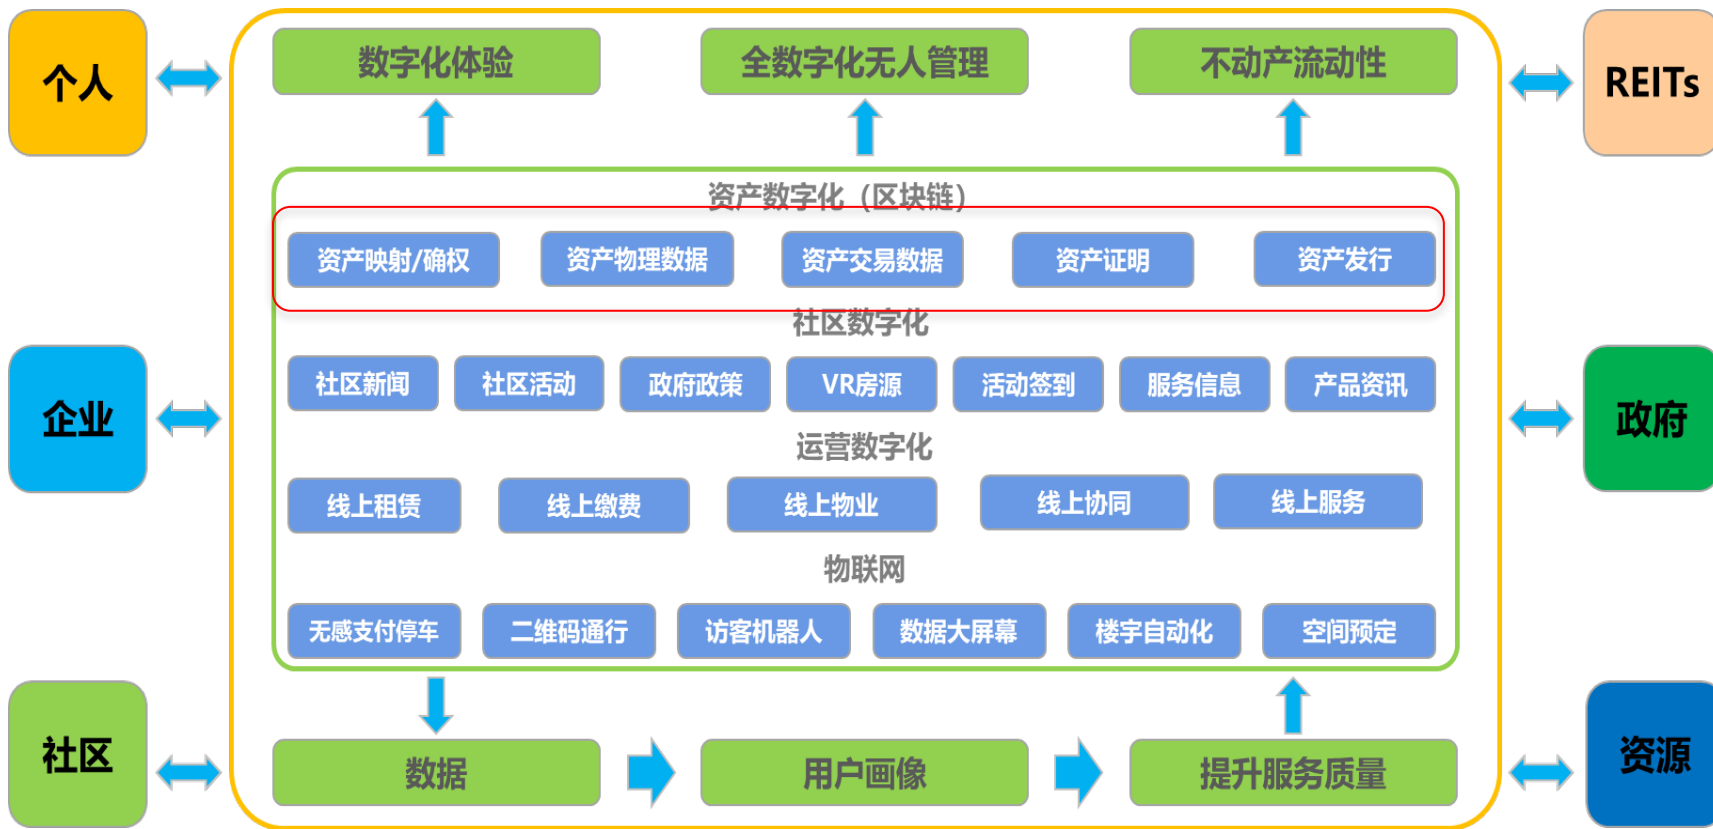 个人
企业
社区
数字化体验
全数字化无人管理
不动产流动性
资产数字化（区块链）
资产映射/确权
资产物理数据
资产交易数据
资产证明
资产发行
社区数字化
社区新闻
社区活动
政府政策
VR房源
活动签到
服务信息
产品资讯
运营数字化
线上租赁
线上缴费
线上物业
线上协同
线上服务
物联网
无感支付停车
二维码通行
访客机器人
数据大屏幕
楼宇自动化
空间预定
数据
用户画像
提升服务质量
REITs
政府
资源